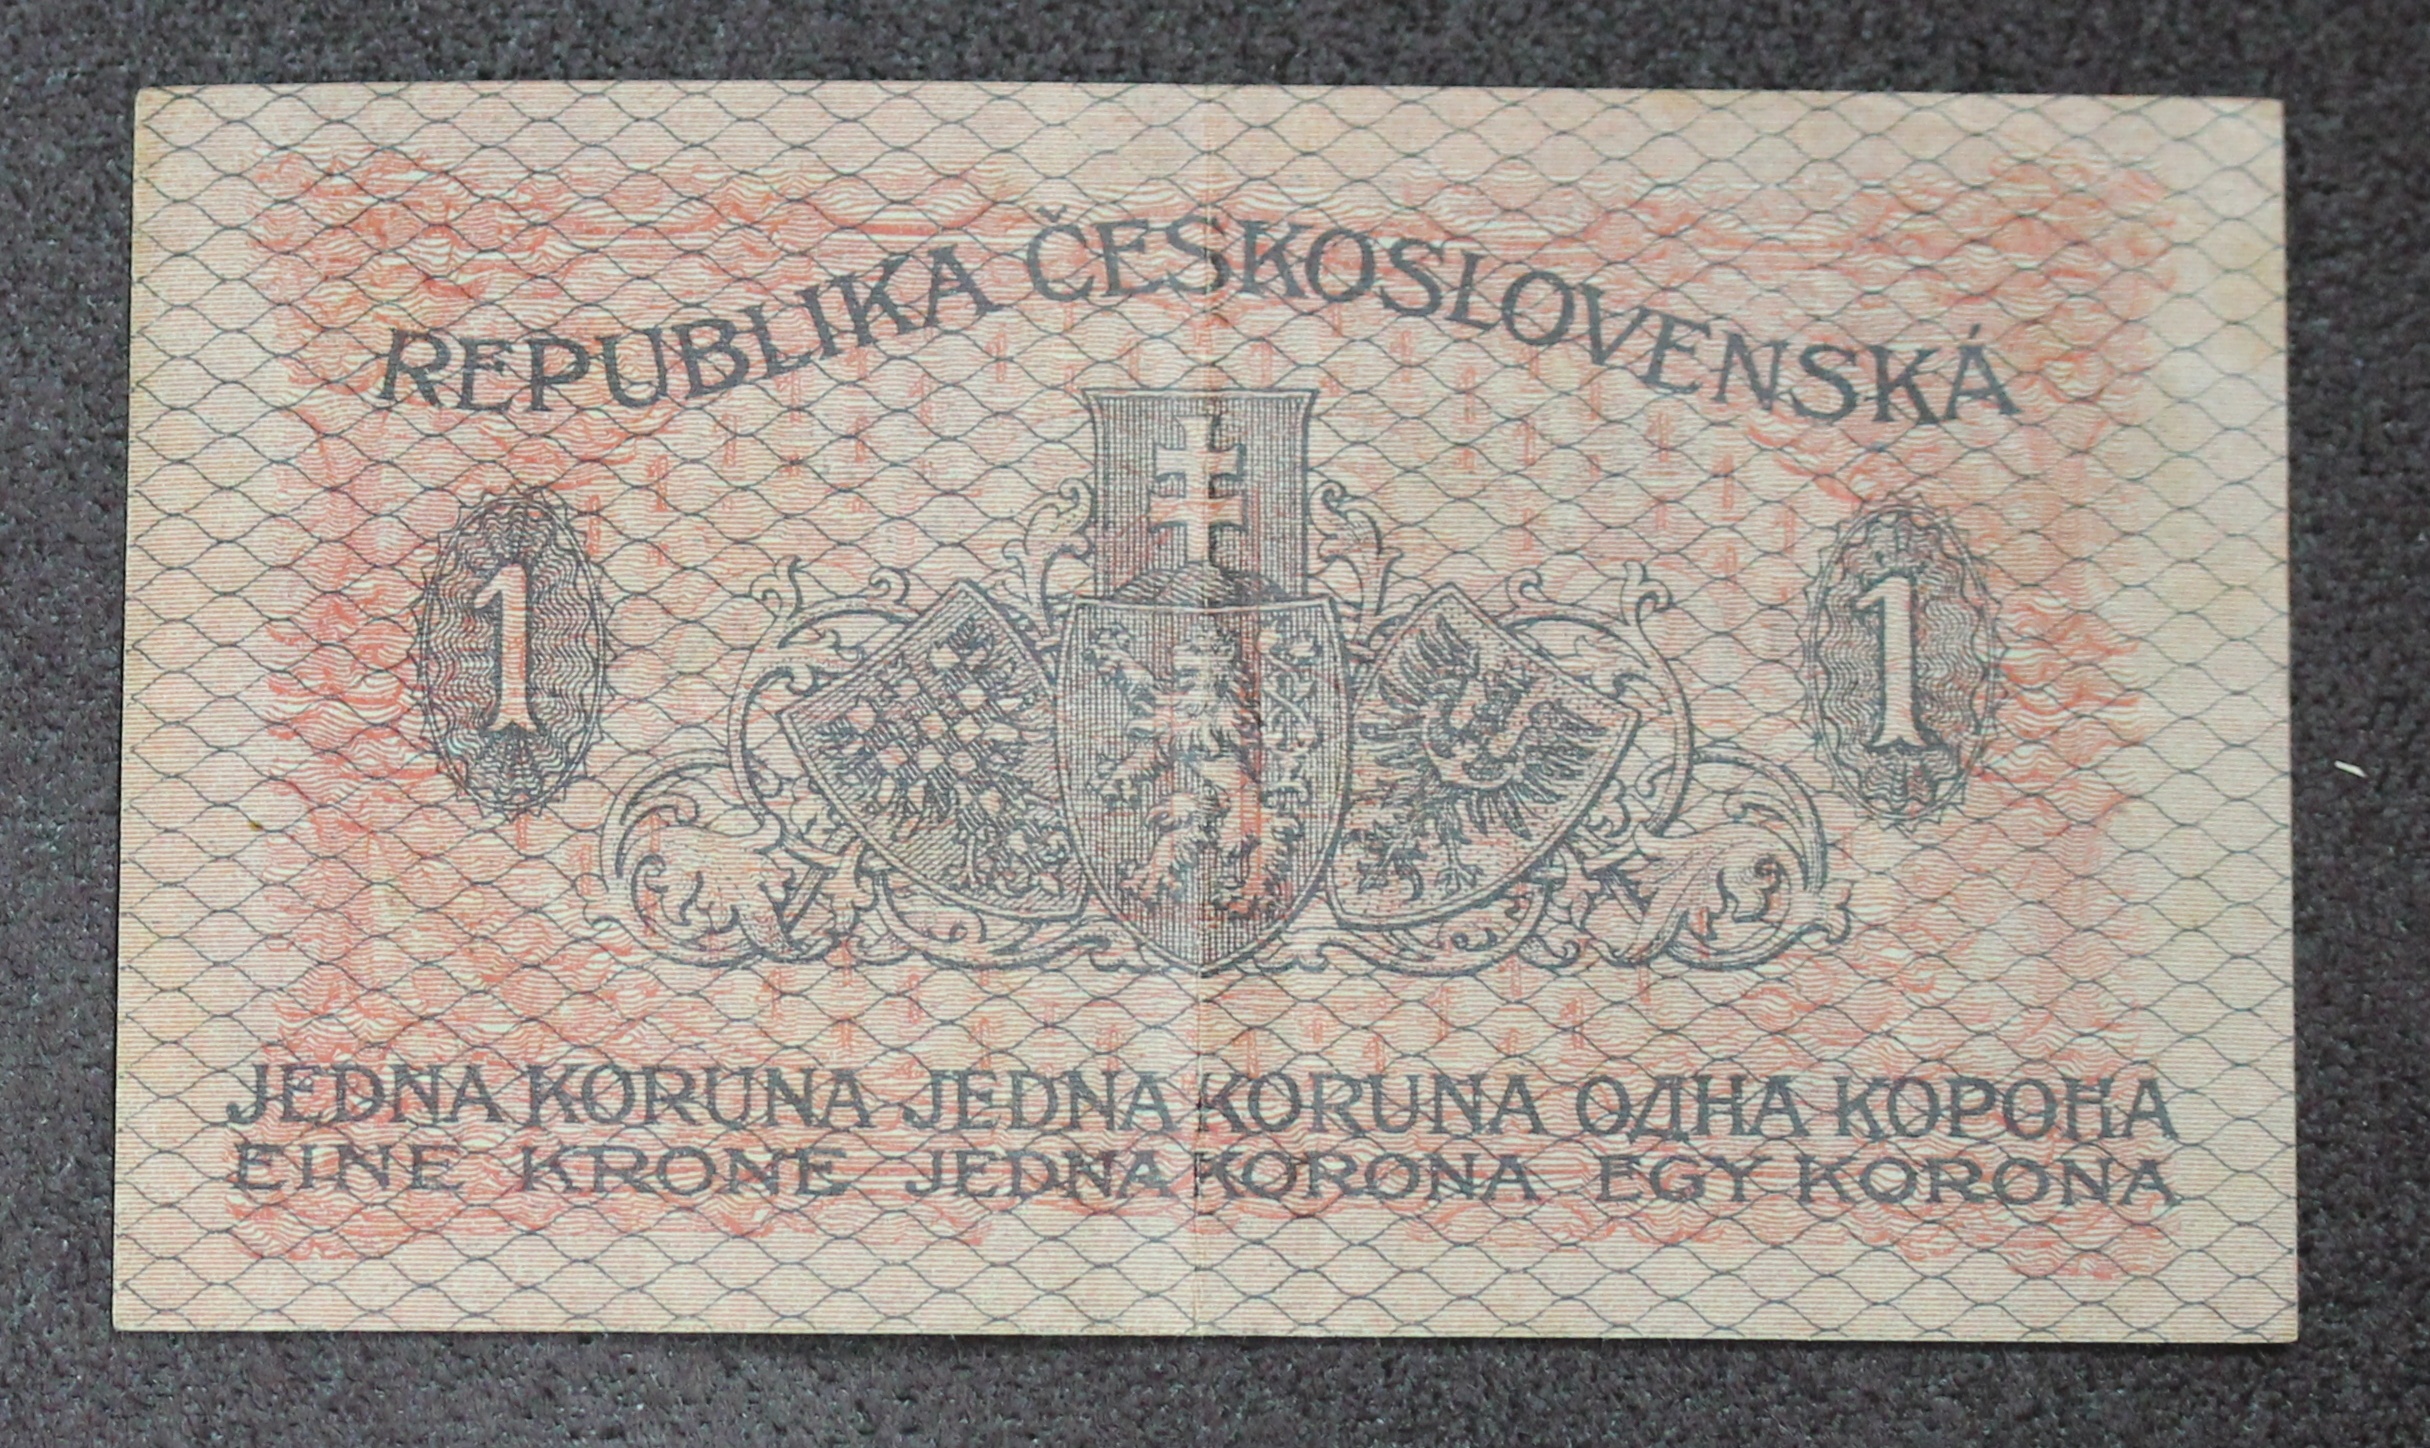 REPUBLIKA ČESKOSLOVENSKÁ
1 1
JEDNA KORUNA JEDNA KORUNA ОДНА КОРОНА
EINE KRONE JEDNA KORONA EGY KORONA